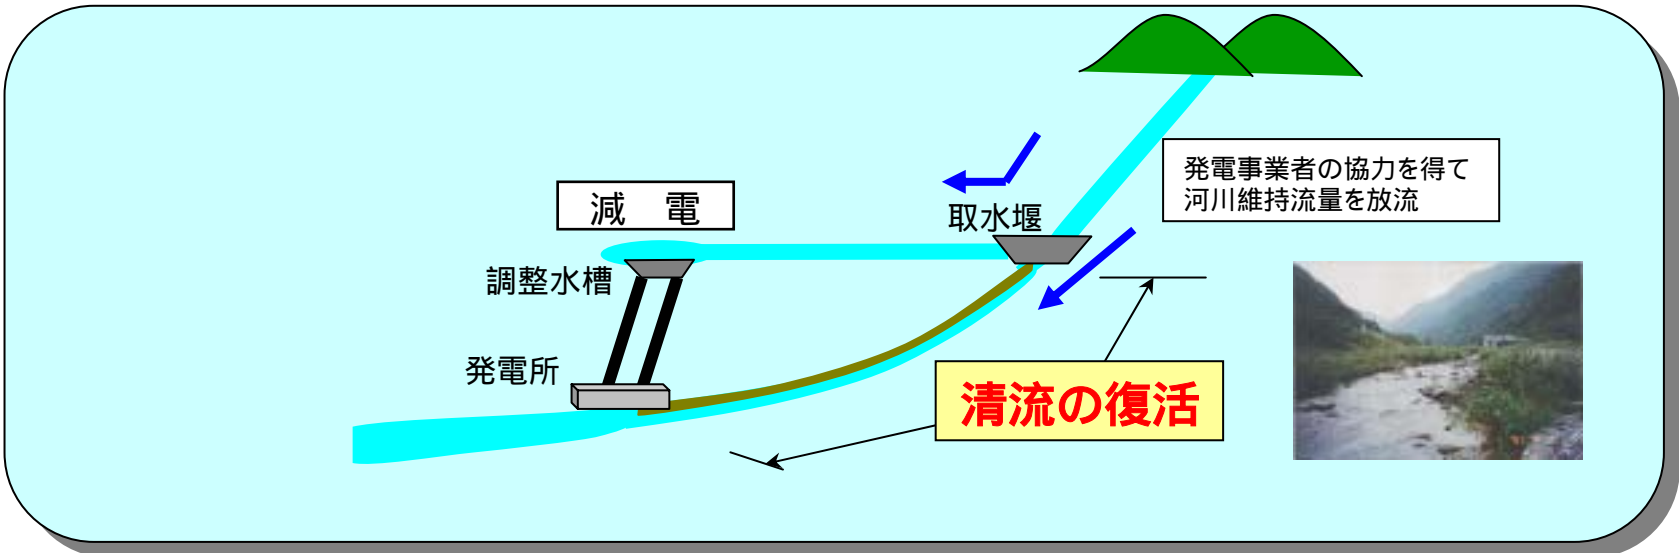 発電事業者の協力を得て
河川維持流量を放流
減　電
取水堰
調整水槽
発電所
清流の復活